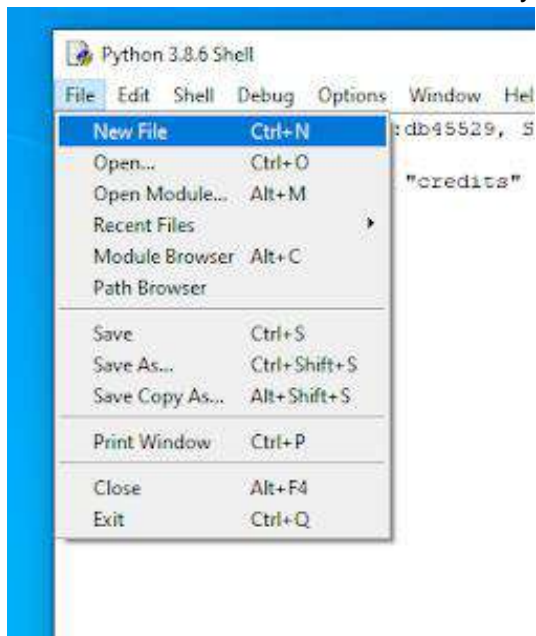 Python 3.8.6 Shell
File Edit Shell Debug Options Window Hel
New File Ctrl+N
:db45529, S
Open... Ctrl+O
"credits"
Open Module... Alt+M
Recent Files
Module Browser Alt+C
Path Browser
Save Ctrl+S
Save As... Ctrl+Shift+S
Save Copy As... Alt+Shift+S
Print Window Ctrl+P
Close Alt+F4
Exit Ctrl+Q